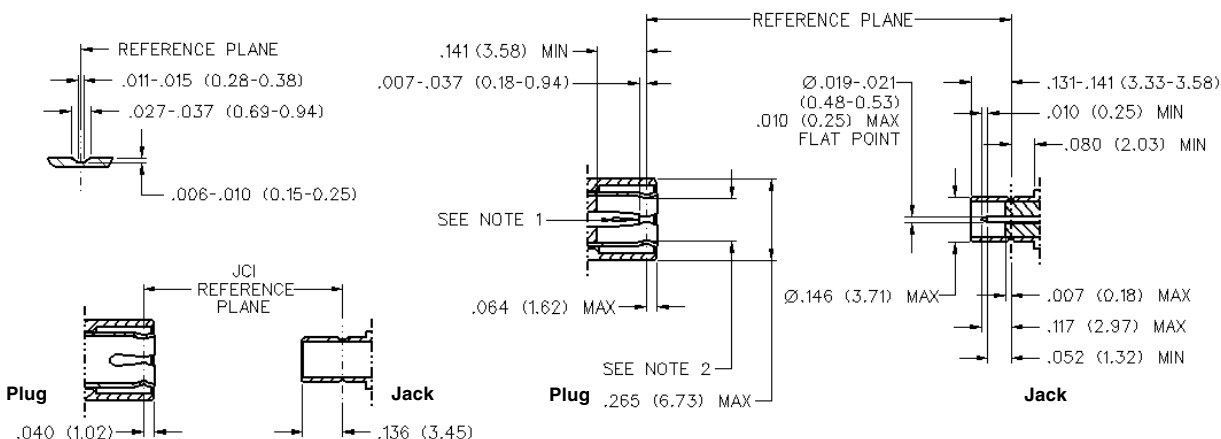 REFERENCE PLANE
.011-.015 (0.28-0.38)
.027-.037 (0.69-0.94)
.006-.010 (0.15-0.25)
JCI
REFERENCE
PLANE
Plug
Jack
.040 (1.02)
.136 (3.45)
REFERENCE PLANE
.141 (3.58) MIN
.007-.037 (0.18-0.94)
SEE NOTE 1
.064 (1.62) MAX
SEE NOTE 2
Plug
.265 (6.73) MAX
Ø.019-.021
(0.48-0.53)
.010 (0.25) MAX
FLAT POINT
.131-.141 (3.33-3.58)
.010 (0.25) MIN
.080 (2.03) MIN
Ø.146 (3.71) MAX
.007 (0.18) MAX
.117 (2.97) MAX
.052 (1.32) MIN
Jack